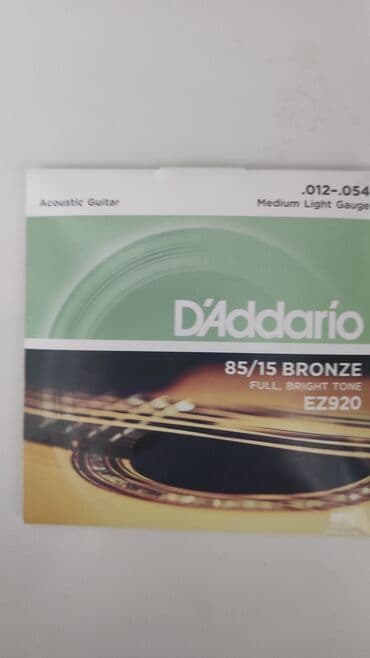 .012–.054
Acoustic Guitar
Medium Light Gauge
D'Addario
85/15 BRONZE
FULL, BRIGHT TONE
EZ920